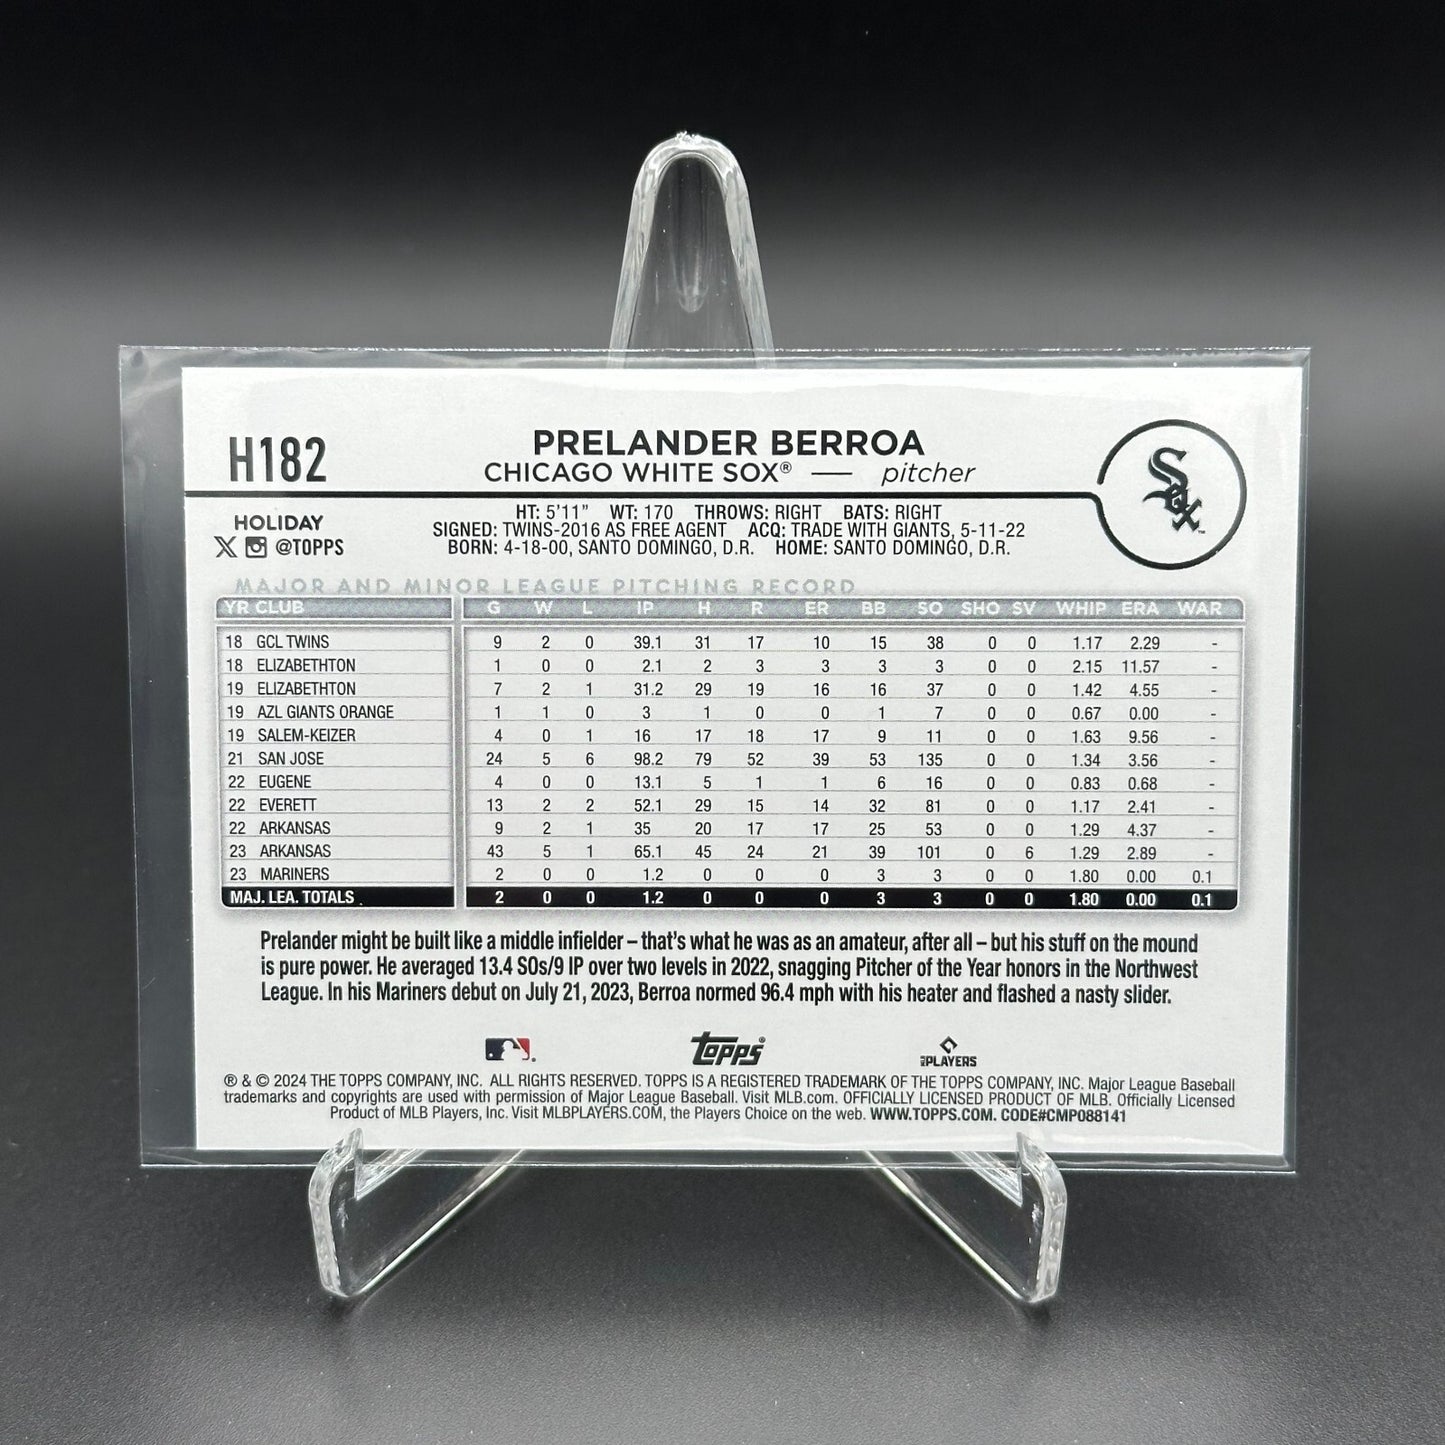 H182
PRELANDER BERROA
CHICAGO WHITE SOX® — pitcher
Sox™
HOLIDAY
X @TOPPS
HT: 5'11" WT: 170 THROWS: RIGHT BATS: RIGHT
SIGNED: TWINS-2016 AS FREE AGENT ACQ: TRADE WITH GIANTS, 5-11-22
BORN: 4-18-00, SANTO DOMINGO, D.R. HOME: SANTO DOMINGO, D.R.
MAJOR AND MINOR LEAGUE PITCHING RECORD
YR CLUB G W L IP H R ER BB SO SHO SV WHIP ERA WAR
18 GCL TWINS 9 2 0 39.1 31 17 10 15 38 0 0 1.17 2.29 -
18 ELIZABETHTON 1 0 0 2.1 2 3 3 3 3 0 0 2.15 11.57 -
19 ELIZABETHTON 7 2 1 31.2 29 19 16 16 37 0 0 1.42 4.55 -
19 AZL GIANTS ORANGE 1 1 0 3 1 0 0 1 7 0 0 0.67 0.00 -
19 SALEM-KEIZER 4 0 1 16 17 18 17 9 11 0 0 1.63 9.56 -
21 SAN JOSE 24 5 6 98.2 79 52 39 53 135 0 0 1.34 3.56 -
22 EUGENE 4 0 0 13.1 5 1 1 6 16 0 0 0.83 0.68 -
22 EVERETT 13 2 2 52.1 29 15 14 32 81 0 0 1.17 2.41 -
22 ARKANSAS 9 2 1 35 20 17 17 25 53 0 0 1.29 4.37 -
23 ARKANSAS 43 5 1 65.1 45 24 21 39 101 0 6 1.29 2.89 -
23 MARINERS 2 0 0 1.2 0 0 0 3 3 0 0 1.80 0.00 0.1
MAJ. LEA. TOTALS 2 0 0 1.2 0 0 0 3 3 0 0 1.80 0.00 0.1
Prelander might be built like a middle infielder – that's what he was as an amateur, after all – but his stuff on the mound
is pure power. He averaged 13.4 SOs/9 IP over two levels in 2022, snagging Pitcher of the Year honors in the Northwest
League. In his Mariners debut on July 21, 2023, Berroa normed 96.4 mph with his heater and flashed a nasty slider.
Topps® MLB PLAYERS
® & © 2024 THE TOPPS COMPANY, INC. ALL RIGHTS RESERVED. TOPPS IS A REGISTERED TRADEMARK OF THE TOPPS COMPANY, INC. Major League Baseball
trademarks and copyrights are used with permission of Major League Baseball. Visit MLB.com. OFFICIALLY LICENSED PRODUCT OF MLB. Officially Licensed
Product of MLB Players, Inc. Visit MLBPLAYERS.COM, the Players Choice on the web. WWW.TOPPS.COM. CODE#CMP088141